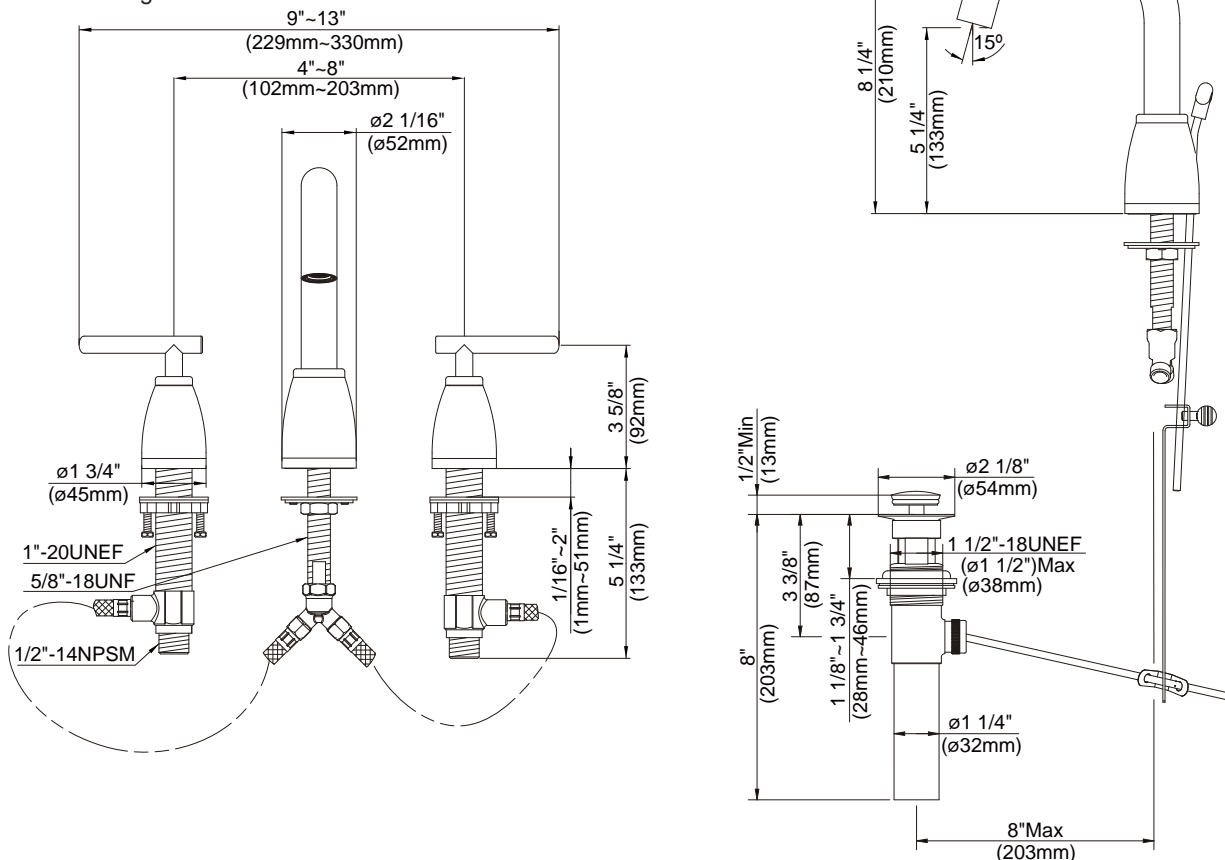 9"~13"
(229mm~330mm)
4"~8"
(102mm~203mm)
ø2 1/16"
(ø52mm)
3 5/8"
(92mm)
ø1 3/4"
(ø45mm)
1"-20UNEF
5/8"-18UNF
1/2"-14NPSM
1/16"~2"
(1mm~51mm)
5 1/4"
(133mm)
8 1/4"
(210mm)
15º
5 1/4"
(133mm)
1/2"Min
(13mm)
ø2 1/8"
(ø54mm)
1 1/2"-18UNEF
(ø1 1/2")Max
(ø38mm)
3 3/8"
(87mm)
1 1/8"~1 3/4"
(28mm~46mm)
8"
(203mm)
ø1 1/4"
(ø32mm)
8"Max
(203mm)